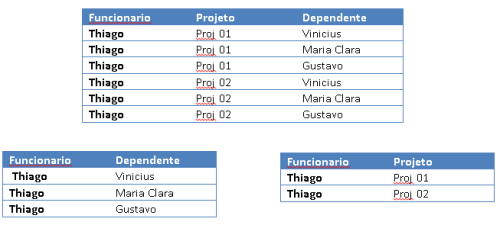 Funcionario Projeto Dependente
Thiago Proj 01 Vinicius
Thiago Proj 01 Maria Clara
Thiago Proj 01 Gustavo
Thiago Proj 02 Vinicius
Thiago Proj 02 Maria Clara
Thiago Proj 02 Gustavo
Funcionario Dependente
Thiago Vinicius
Thiago Maria Clara
Thiago Gustavo
Funcionario Projeto
Thiago Proj 01
Thiago Proj 02